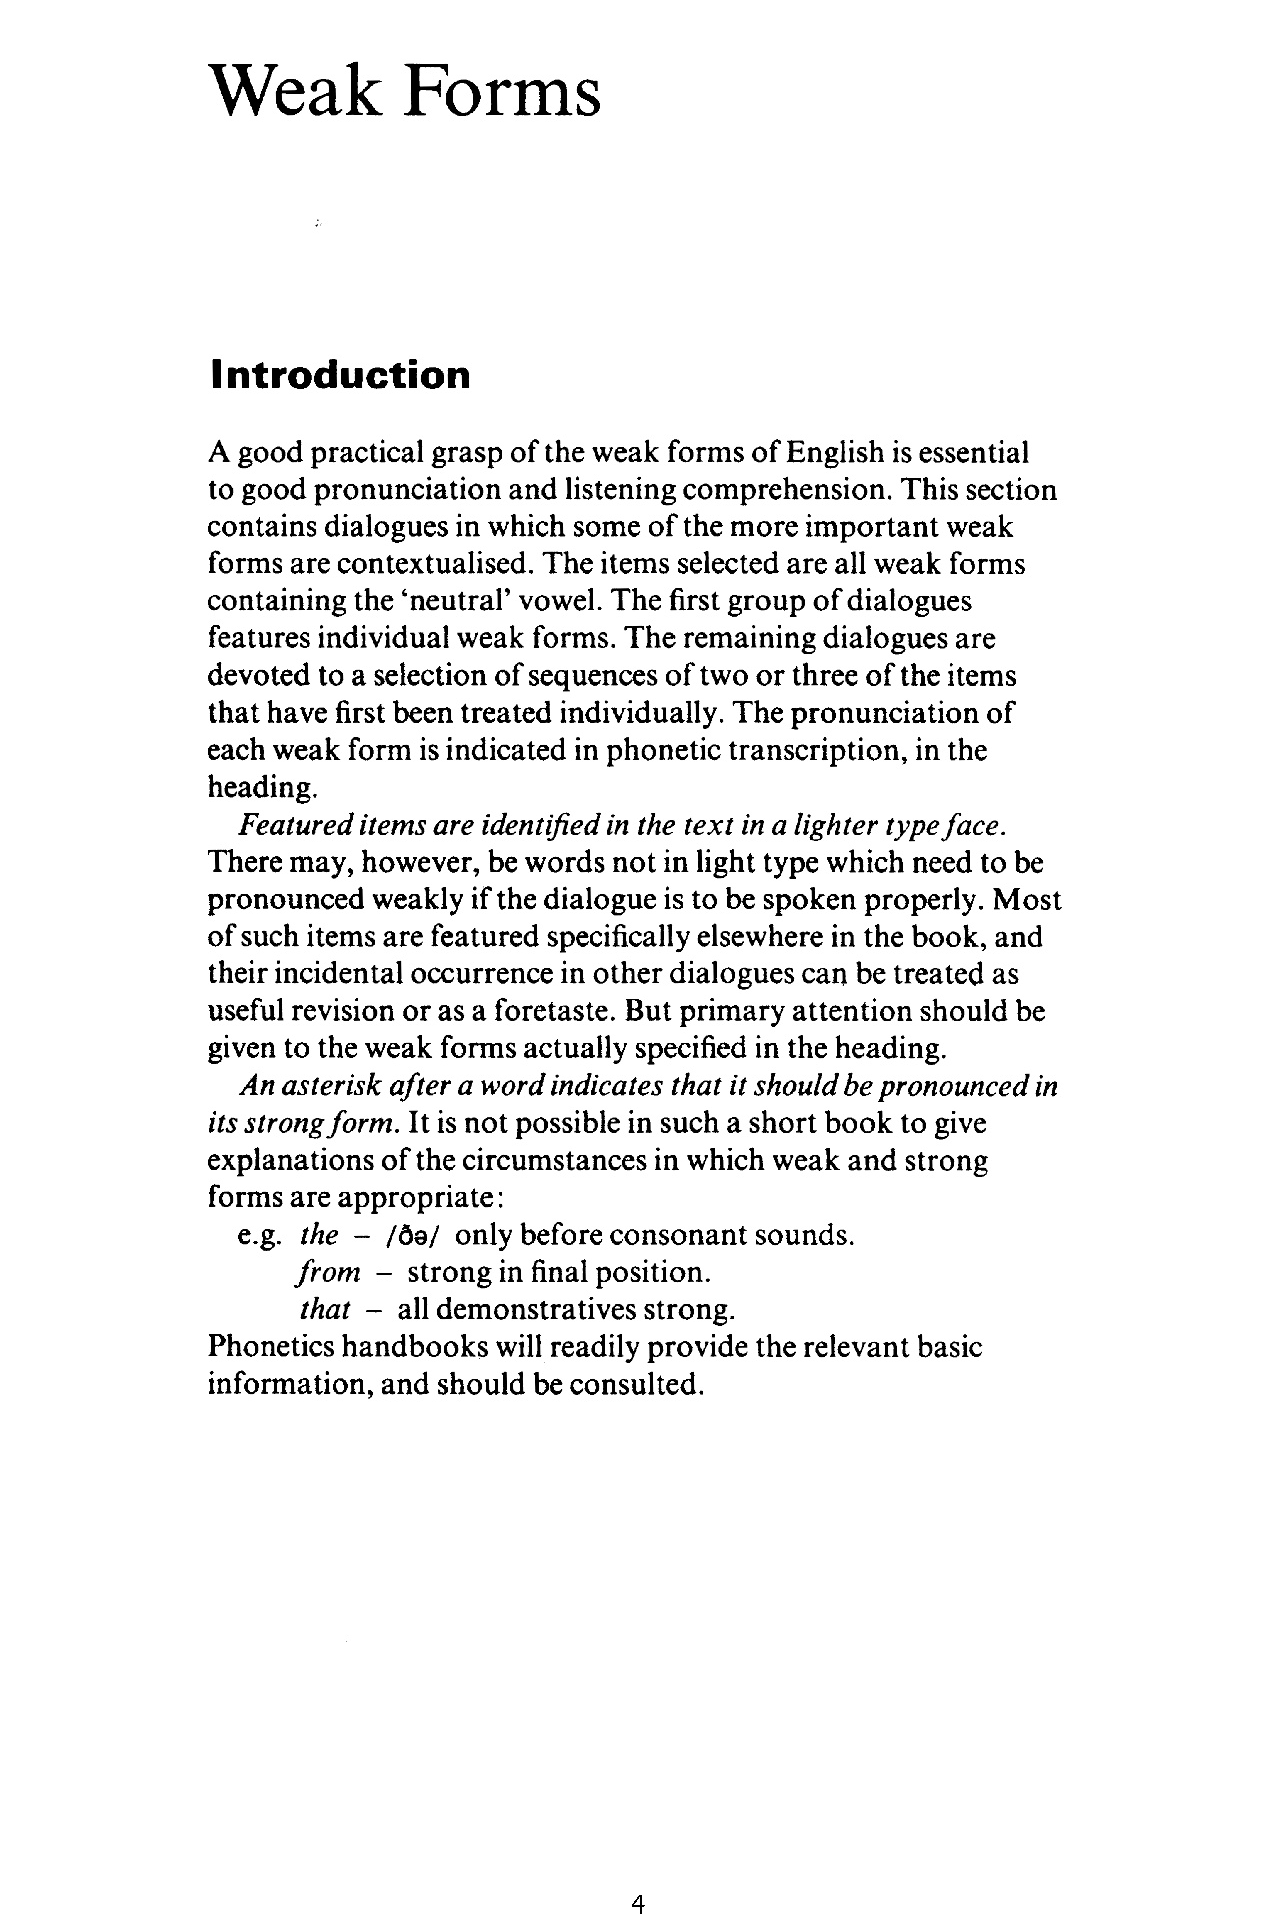 Weak Forms
Introduction
A good practical grasp of the weak forms of English is essential
to good pronunciation and listening comprehension. This section
contains dialogues in which some of the more important weak
forms are contextualised. The items selected are all weak forms
containing the ‘neutral’ vowel. The first group of dialogues
features individual weak forms. The remaining dialogues are
devoted to a selection of sequences of two or three of the items
that have first been treated individually. The pronunciation of
each weak form is indicated in phonetic transcription, in the
heading.
Featured items are identified in the text in a lighter type face.
There may, however, be words not in light type which need to be
pronounced weakly if the dialogue is to be spoken properly. Most
of such items are featured specifically elsewhere in the book, and
their incidental occurrence in other dialogues can be treated as
useful revision or as a foretaste. But primary attention should be
given to the weak forms actually specified in the heading.
An asterisk after a word indicates that it should be pronounced in
its strong form. It is not possible in such a short book to give
explanations of the circumstances in which weak and strong
forms are appropriate:
e.g. the – /ðə/ only before consonant sounds.
from – strong in final position.
that – all demonstratives strong.
Phonetics handbooks will readily provide the relevant basic
information, and should be consulted.
4